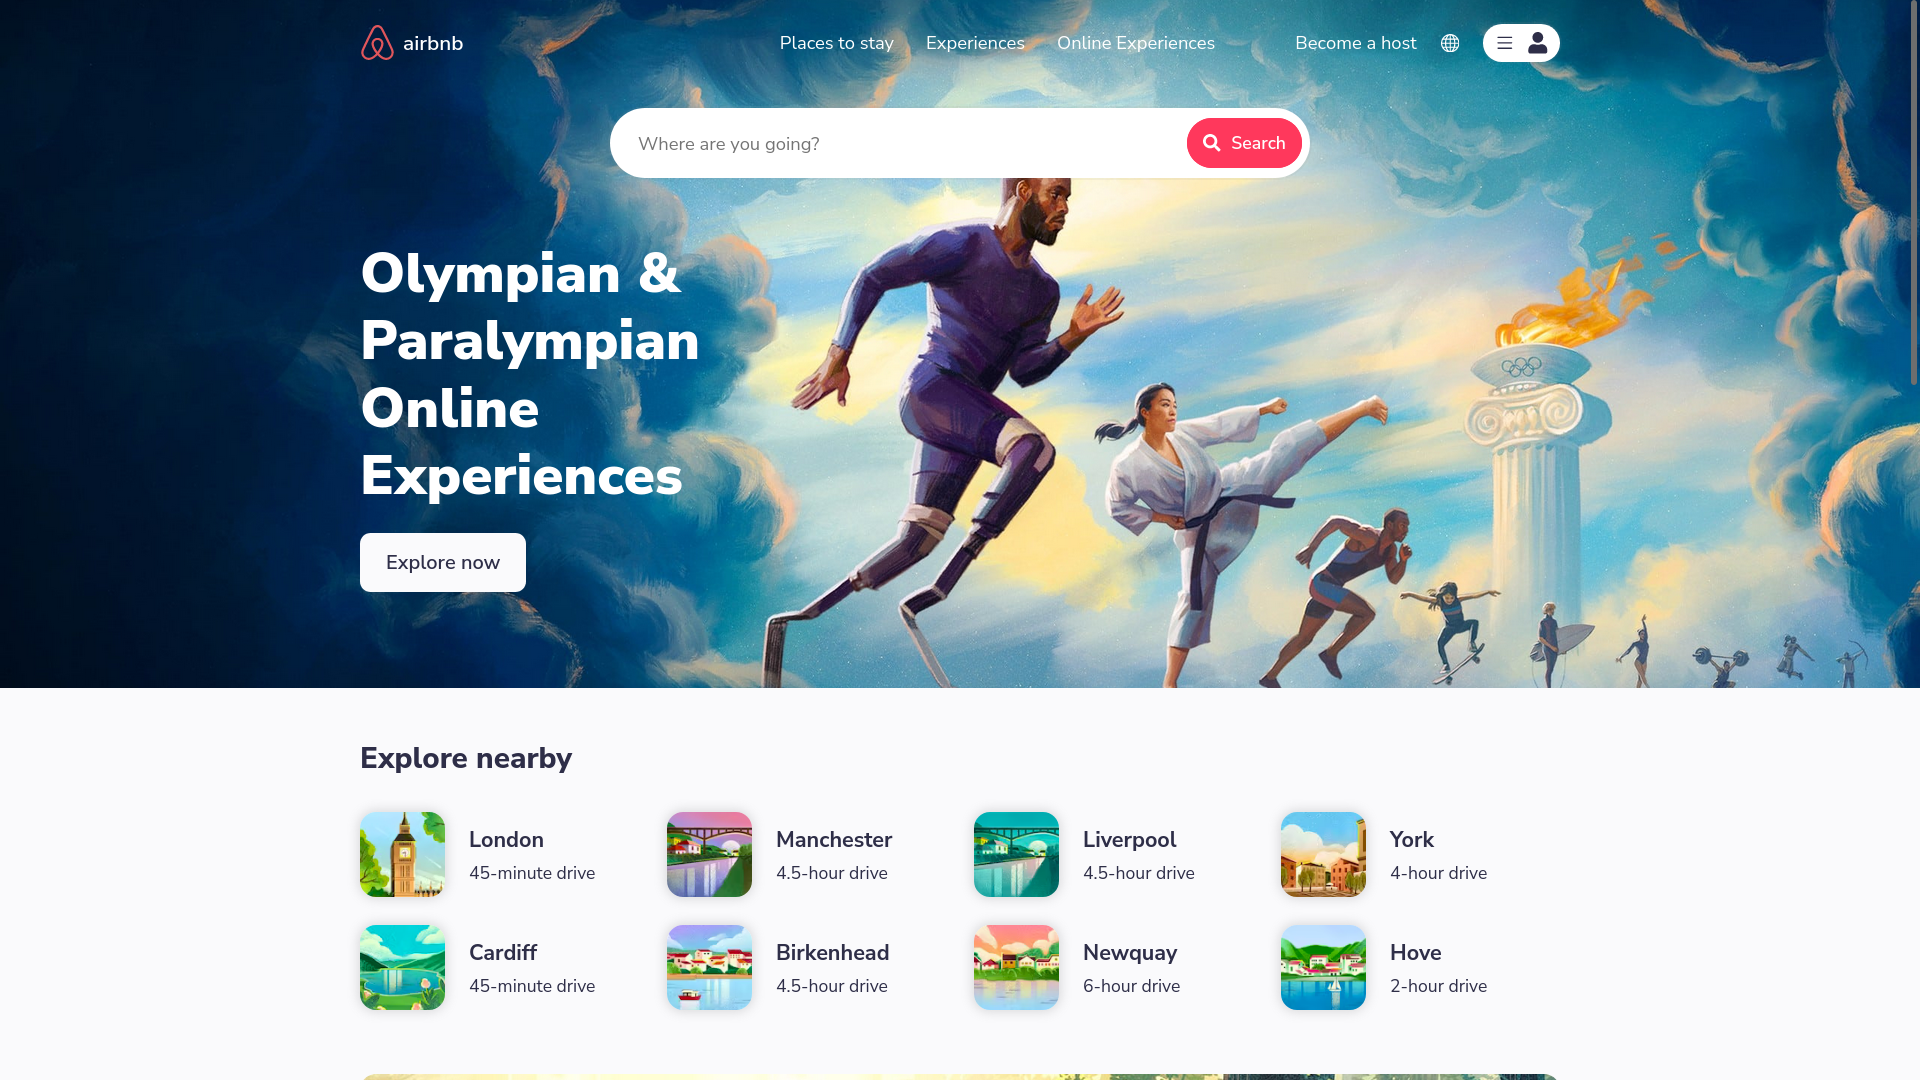 airbnb
Places to stay
Experiences
Online Experiences
Become a host
Where are you going?
Search
Olympian &
Paralympian
Online
Experiences
Explore now
Explore nearby
London
45-minute drive
Manchester
4.5-hour drive
Liverpool
4.5-hour drive
York
4-hour drive
Cardiff
45-minute drive
Birkenhead
4.5-hour drive
Newquay
6-hour drive
Hove
2-hour drive